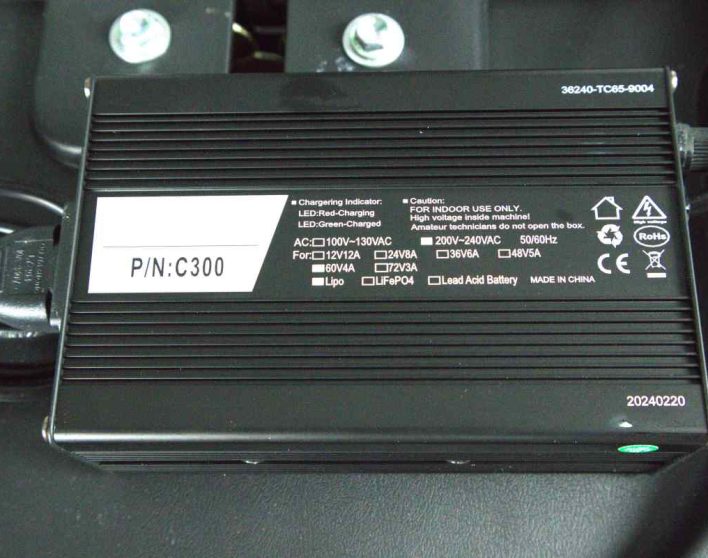 36240-TC65-9004
■ Chargering Indicator:
LED:Red-Charging
LED:Green-Charged
■ Caution:
FOR INDOOR USE ONLY.
High voltage inside machine!
Amateur technicians do not open the box.
AC:□100V~130VAC ■200V~240VAC 50/60Hz
For:□12V12A □24V8A □36V6A □48V5A
■60V4A □72V3A
■Lipo □LiFePO4 □Lead Acid Battery MADE IN CHINA
P/N:C300
High voltage
RoHs
CE
20240220